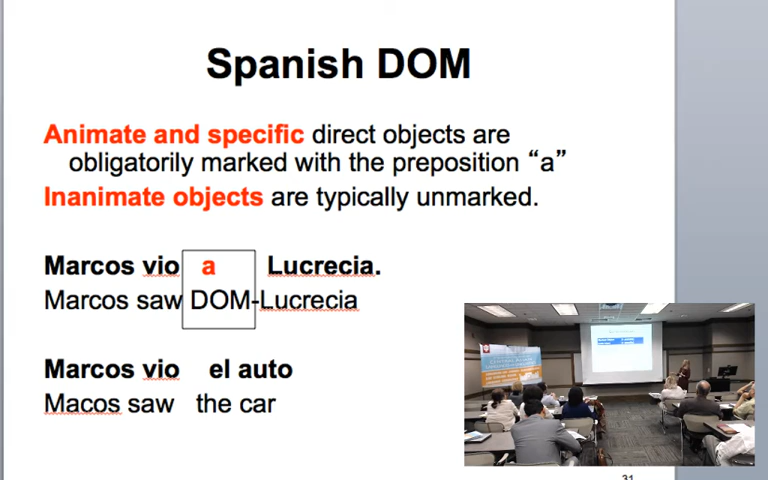 Spanish DOM
Animate and specific direct objects are
obligatorily marked with the preposition “a”
Inanimate objects are typically unmarked.
Marcos vio a Lucrecia.
Marcos saw DOM-Lucrecia
Marcos vio el auto
Macos saw the car
31